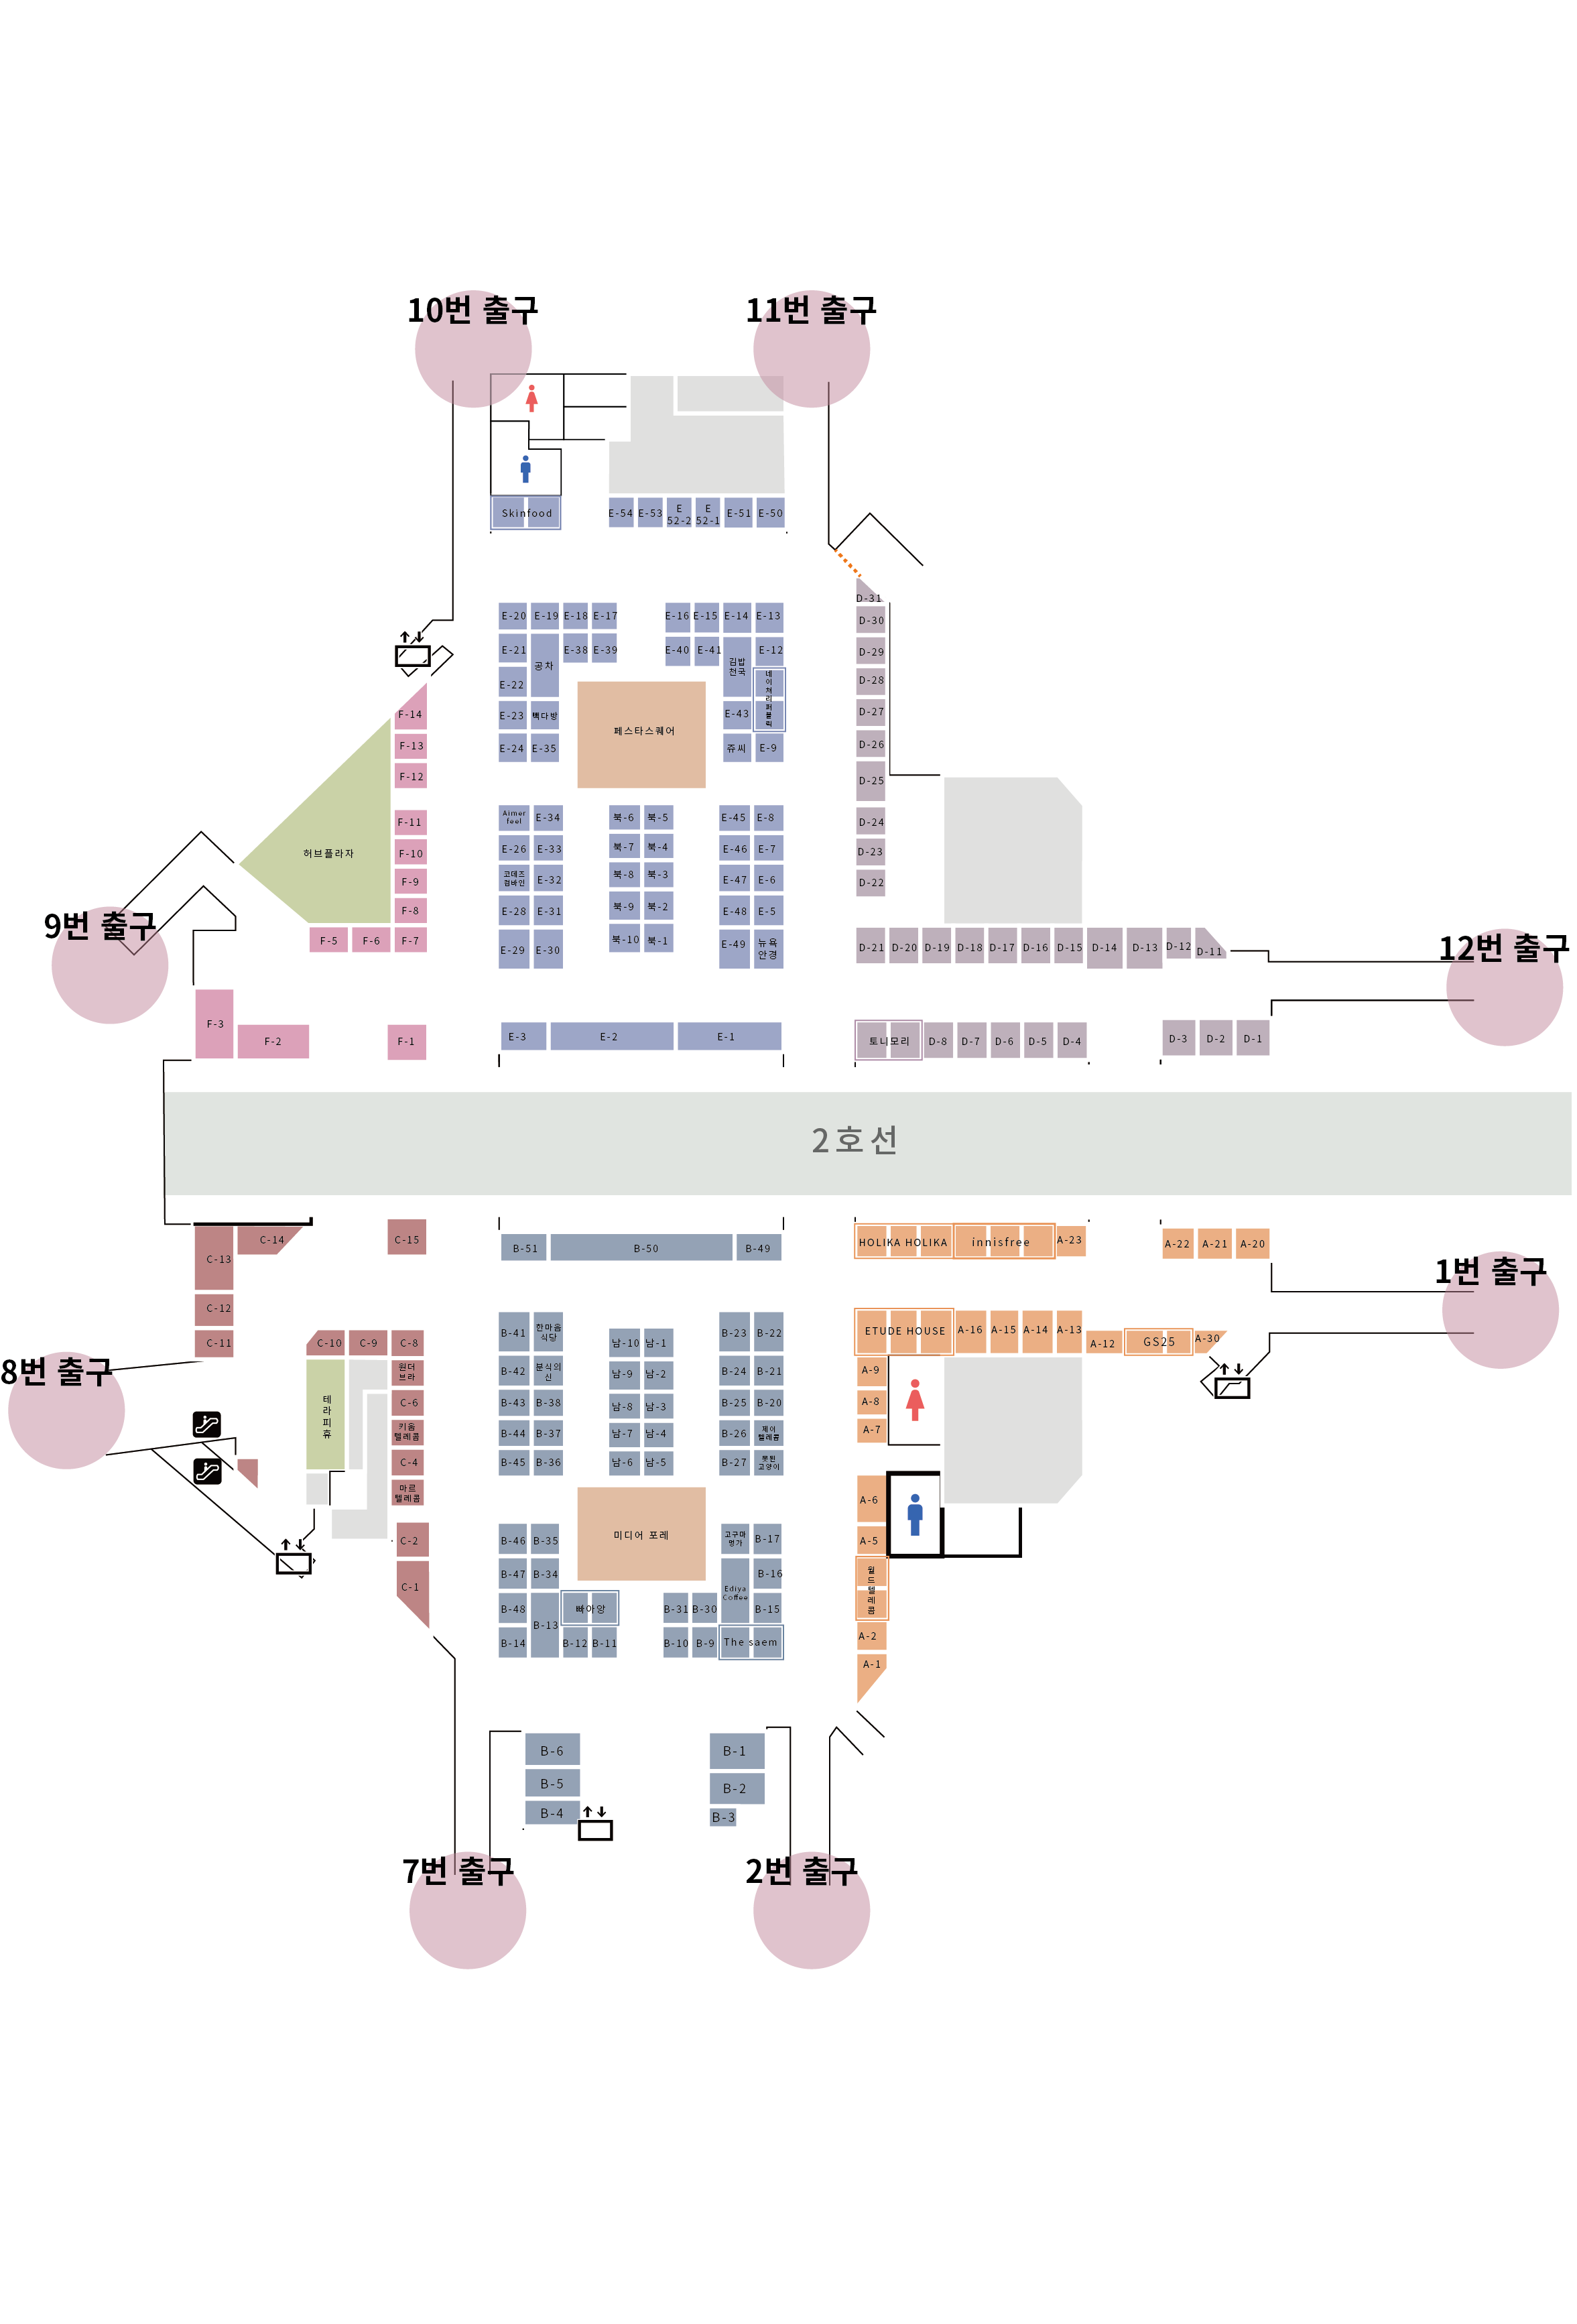 10번 출구
11번 출구
Skinfood
E-54
E-53
E
52-2
E
52-1
E-51
E-50
E-20
E-19
E-18
E-17
E-16
E-15
E-14
E-13
E-21
공차
E-38
E-39
E-40
E-41
김밥
천국
E-12
E-22
네이처리퍼블릭
E-23
빽다방
E-43
E-24
E-35
쥬씨
E-9
페스타스퀘어
D-31
D-30
D-29
D-28
D-27
D-26
D-25
D-24
D-23
D-22
F-14
F-13
F-12
F-11
F-10
F-9
F-8
F-5
F-6
F-7
허브플라자
9번 출구
Aimer
feel
E-34
북-6
북-5
E-45
E-8
E-26
E-33
북-7
북-4
E-46
E-7
코데즈
컴바인
E-32
북-8
북-3
E-47
E-6
E-28
E-31
북-9
북-2
E-48
E-5
E-29
E-30
북-10
북-1
E-49
뉴욕
안경
D-21
D-20
D-19
D-18
D-17
D-16
D-15
D-14
D-13
D-12
D-11
12번 출구
F-3
F-2
F-1
E-3
E-2
E-1
토니모리
D-8
D-7
D-6
D-5
D-4
D-3
D-2
D-1
2호선
C-14
C-15
C-13
C-12
C-11
B-51
B-50
B-49
HOLIKA HOLIKA
innisfree
A-23
A-22
A-21
A-20
1번 출구
8번 출구
C-10
C-9
C-8
원더
브라
C-6
키움
텔레콤
C-4
마르
텔레콤
C-2
C-1
테라피휴
B-41
한마음
식당
남-10
남-1
B-23
B-22
B-42
분식의
신
남-9
남-2
B-24
B-21
B-43
B-38
남-8
남-3
B-25
B-20
B-44
B-37
남-7
남-4
B-26
제이
텔레콤
B-45
B-36
남-6
남-5
B-27
못된
고양이
ETUDE HOUSE
A-16
A-15
A-14
A-13
A-12
GS25
A-30
A-9
A-8
A-7
A-6
A-5
월드텔레콤
A-2
A-1
미디어 포레
B-46
B-35
고구마
명가
B-17
B-47
B-34
Ediya
Coffee
B-16
B-48
B-13
빠아앙
B-31
B-30
B-15
B-14
B-12
B-11
B-10
B-9
The saem
B-6
B-5
B-4
B-1
B-2
B-3
7번 출구
2번 출구